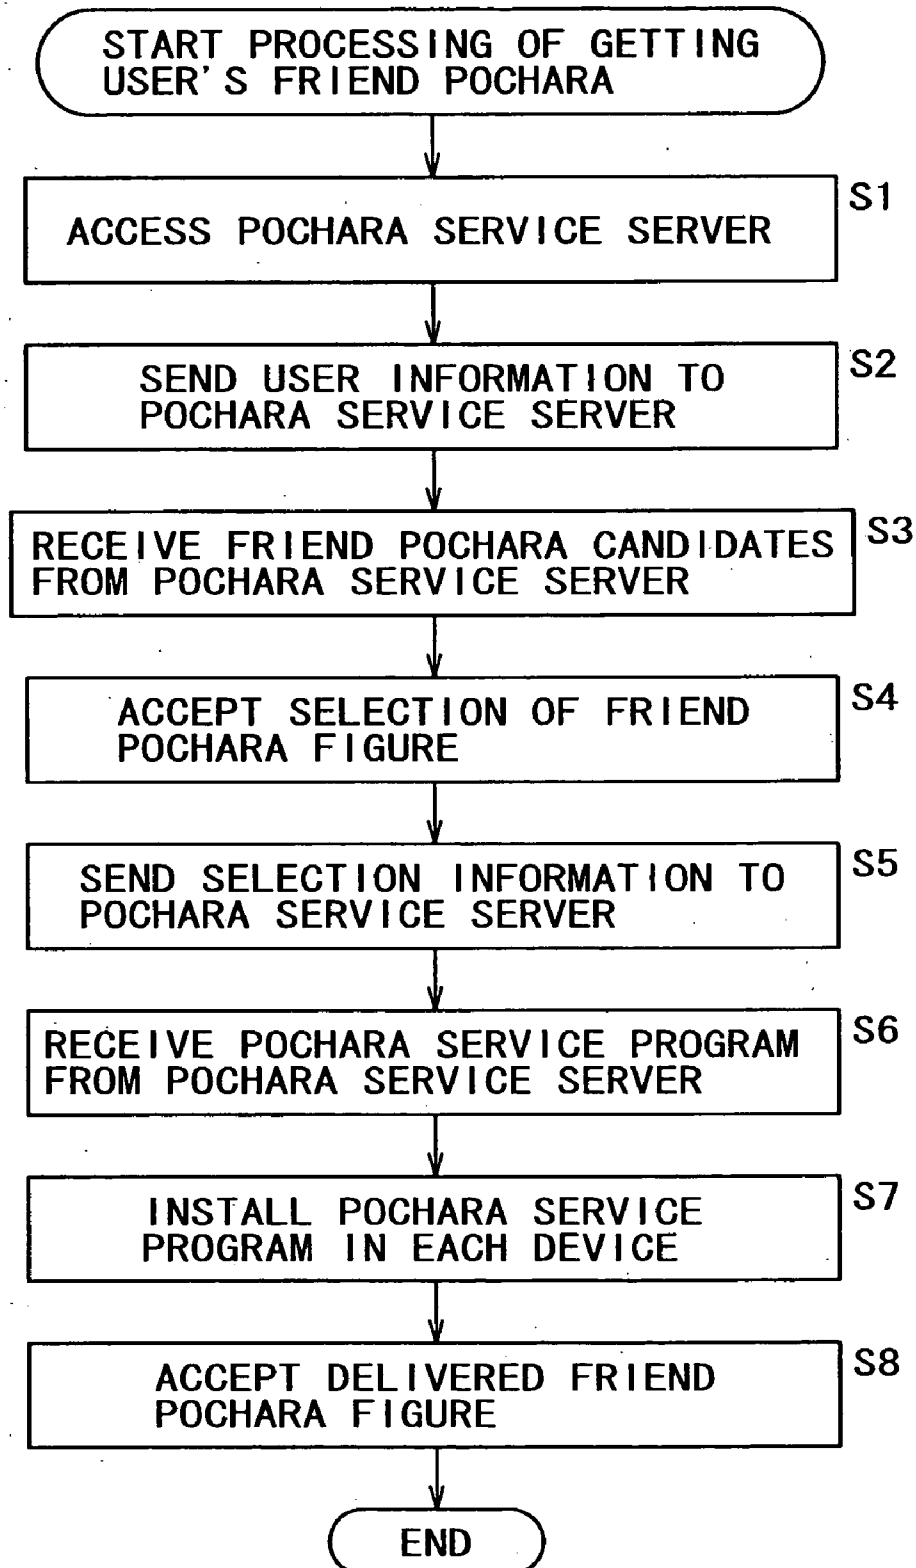 START PROCESSING OF GETTING
USER'S FRIEND POCHARA
S1
ACCESS POCHARA SERVICE SERVER
S2
SEND USER INFORMATION TO
POCHARA SERVICE SERVER
S3
RECEIVE FRIEND POCHARA CANDIDATES
FROM POCHARA SERVICE SERVER
S4
ACCEPT SELECTION OF FRIEND
POCHARA FIGURE
S5
SEND SELECTION INFORMATION TO
POCHARA SERVICE SERVER
S6
RECEIVE POCHARA SERVICE PROGRAM
FROM POCHARA SERVICE SERVER
S7
INSTALL POCHARA SERVICE
PROGRAM IN EACH DEVICE
S8
ACCEPT DELIVERED FRIEND
POCHARA FIGURE
END